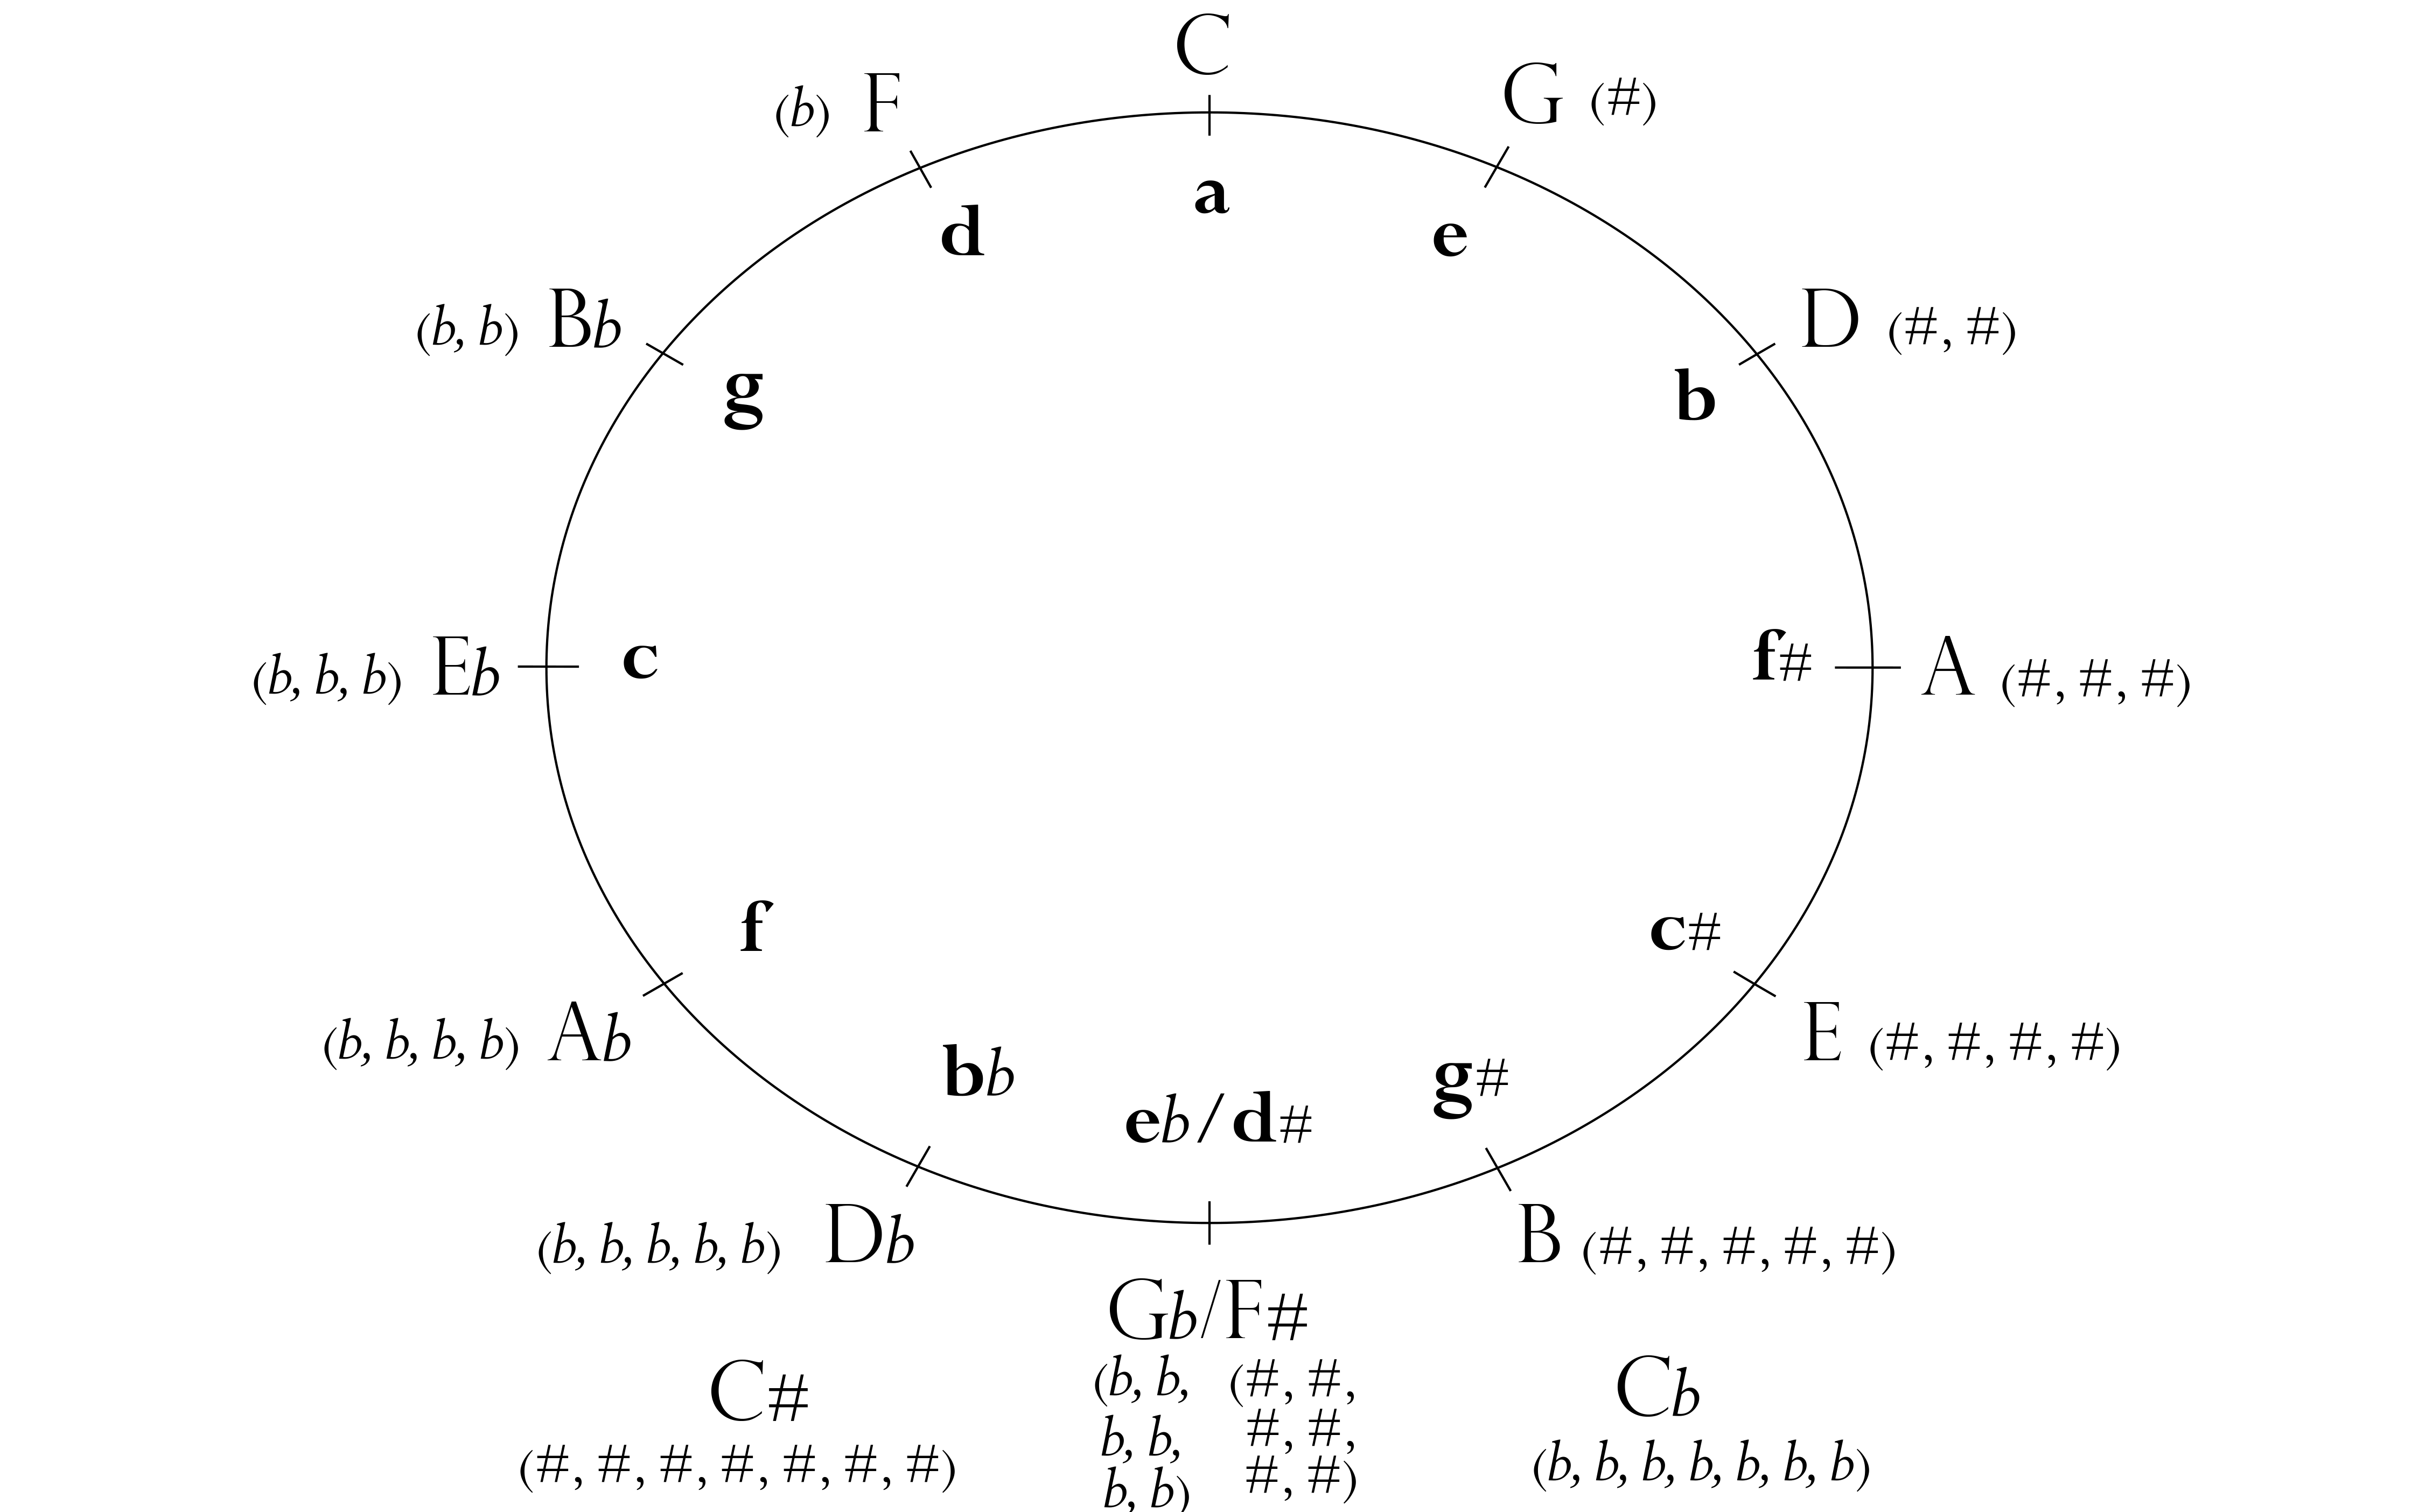 C
(b) F
G (#)
d
a
e
(b, b) Bb
D (#, #)
g
b
(b, b, b) Eb
c
f#
A (#, #, #)
f
c#
(b, b, b, b) Ab
E (#, #, #, #)
bb
eb/d#
g#
(b, b, b, b, b) Db
B (#, #, #, #, #)
Gb/F#
(b, b, (#, #,
b, b, #, #,
b, b) #, #)
C#
(#, #, #, #, #, #, #)
Cb
(b, b, b, b, b, b, b)